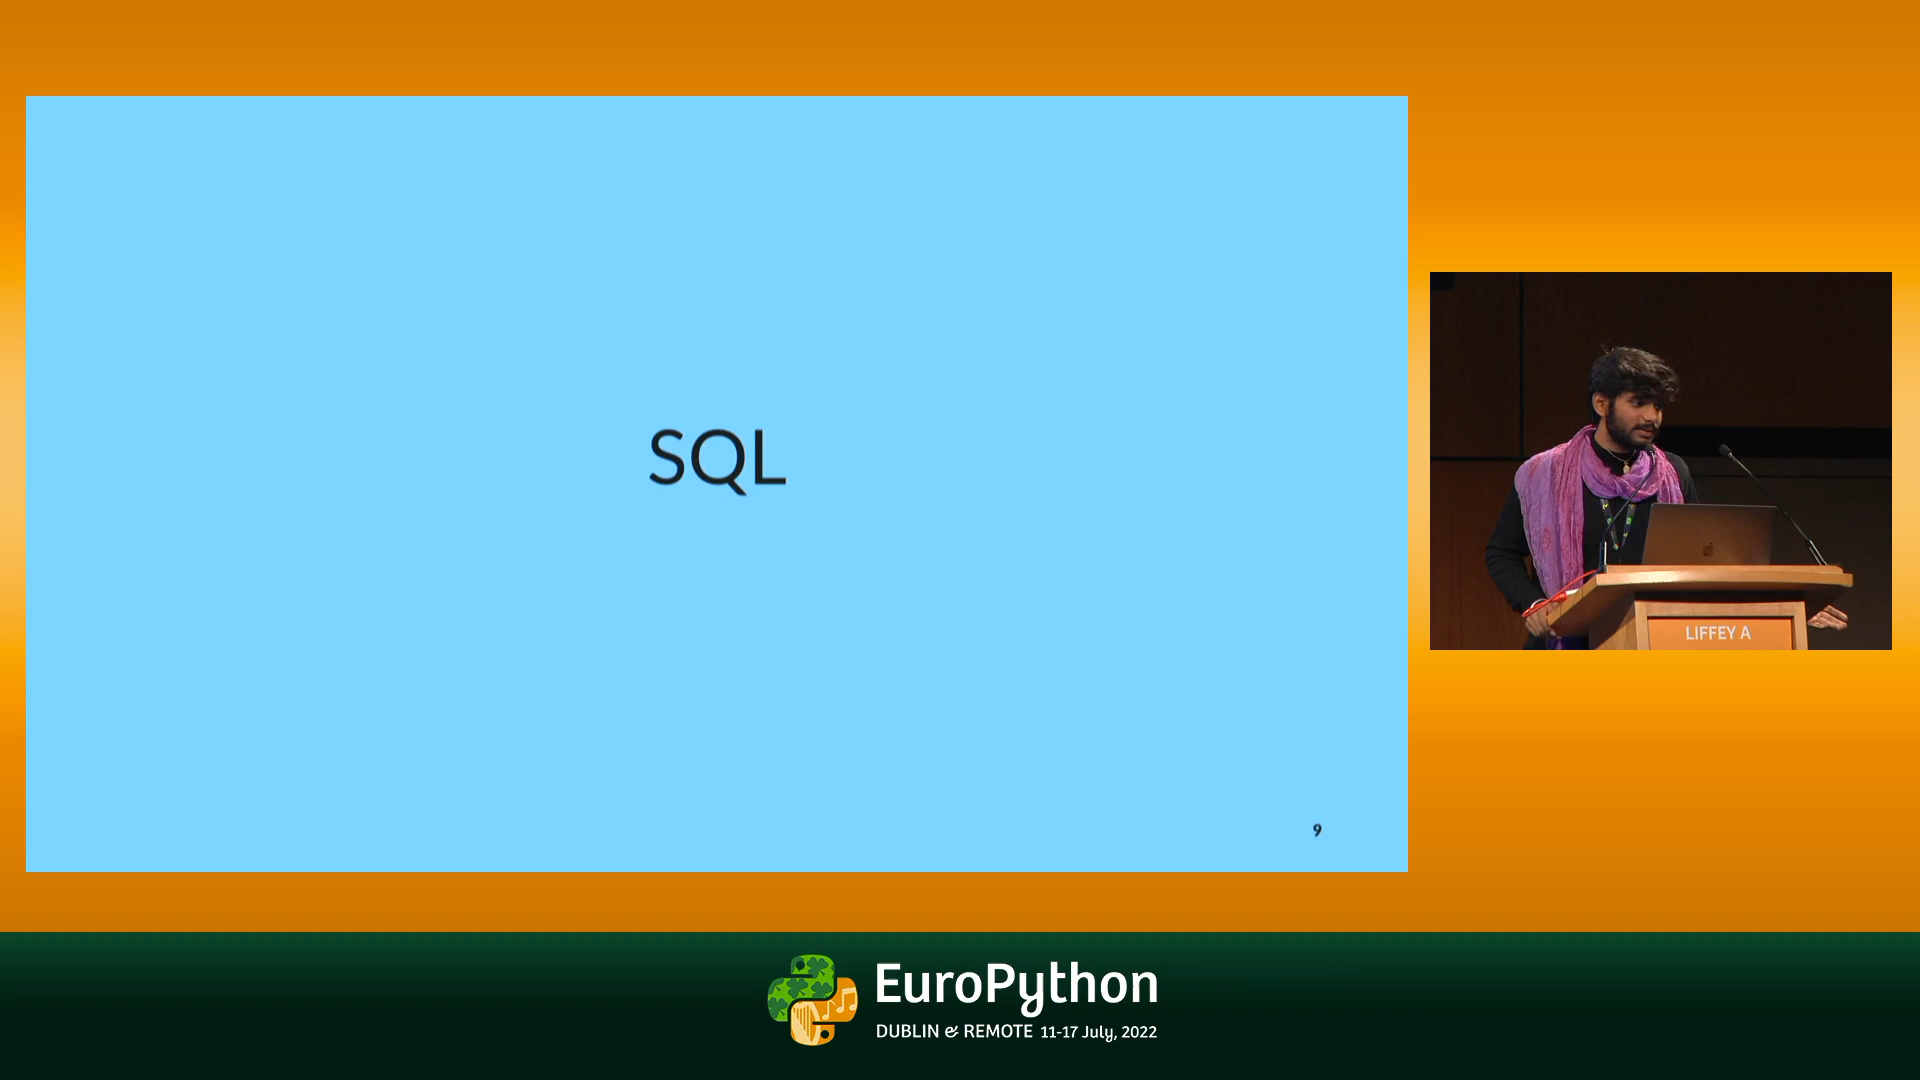 SQL
9
LIFFEY A
EuroPython
DUBLIN & REMOTE 11-17 July, 2022